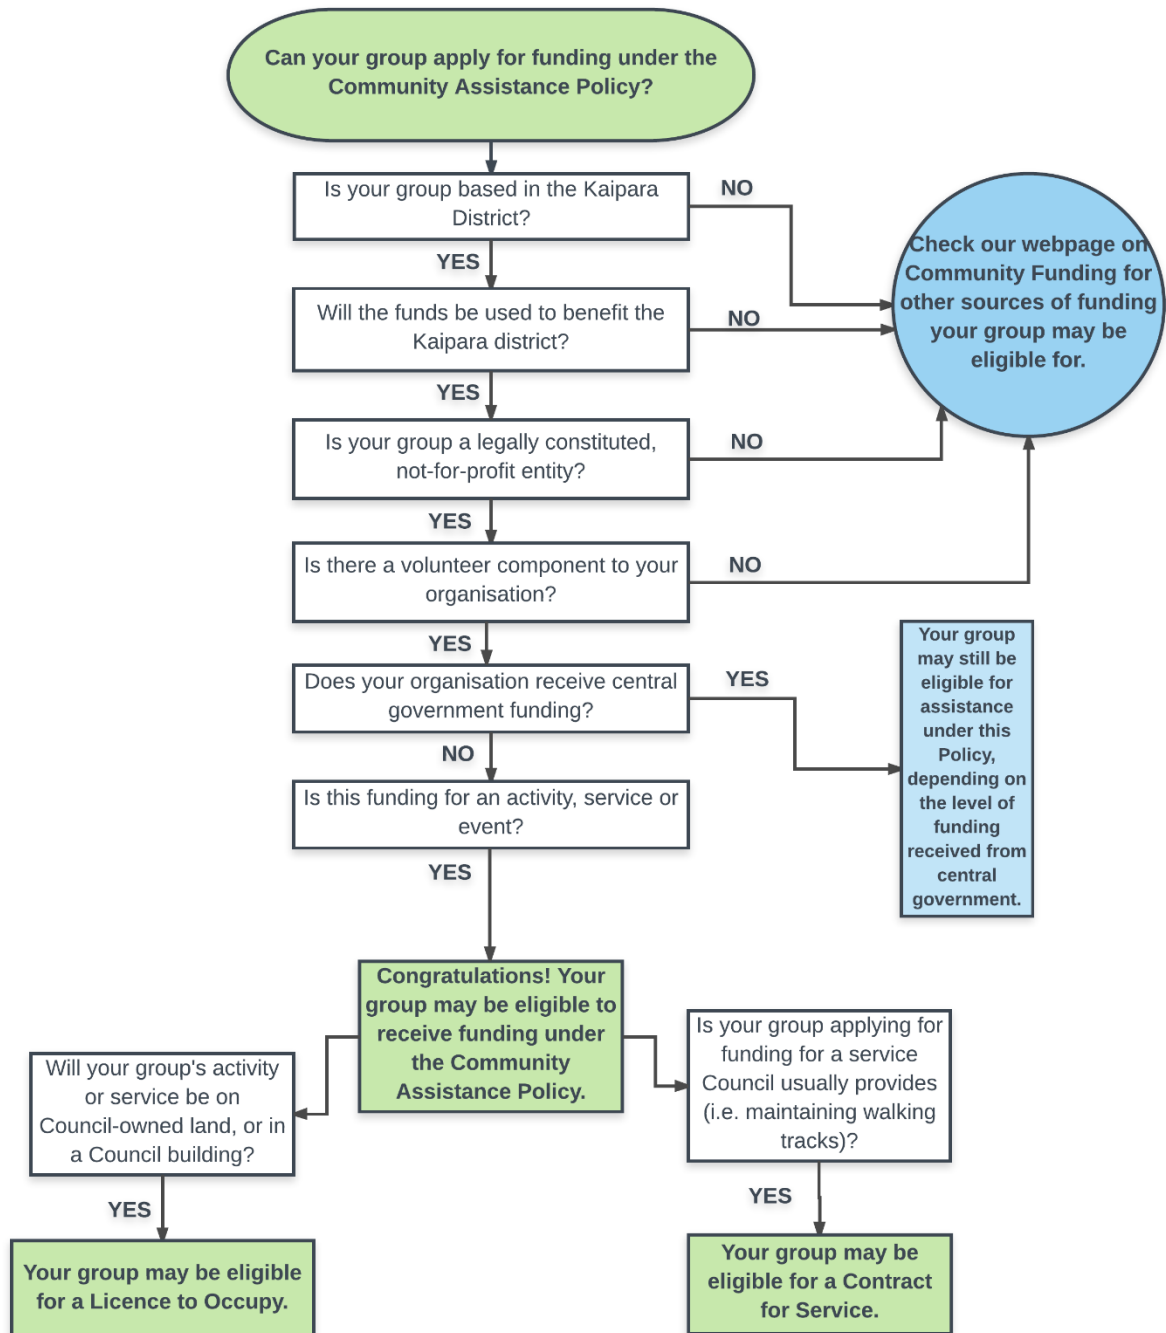 Can your group apply for funding under the
Community Assistance Policy?
Is your group based in the Kaipara
District?
NO
YES
Check our webpage on
Community Funding for
other sources of funding
your group may be
eligible for.
Will the funds be used to benefit the
Kaipara district?
NO
YES
Is your group a legally constituted,
not-for-profit entity?
NO
YES
Is there a volunteer component to your
organisation?
NO
YES
Does your organisation receive central
government funding?
YES
NO
Your group
may still be
eligible for
assistance
under this
Policy,
depending on
the level of
funding
received from
central
government.
Is this funding for an activity, service or
event?
YES
Congratulations! Your
group may be eligible to
receive funding under
the Community
Assistance Policy.
Will your group's activity
or service be on
Council-owned land, or in
a Council building?
YES
Your group may be eligible
for a Licence to Occupy.
Is your group applying for
funding for a service
Council usually provides
(i.e. maintaining walking
tracks)?
YES
Your group may be
eligible for a Contract
for Service.